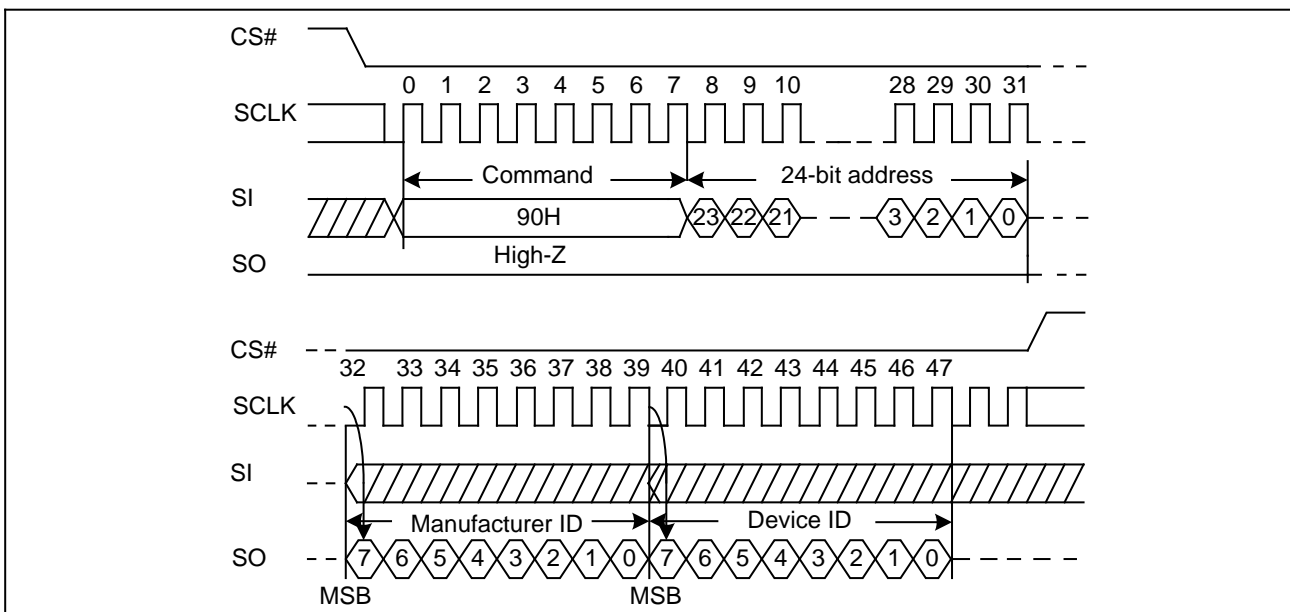 CS#
0 1 2 3 4 5 6 7 8 9 10 28 29 30 31
SCLK
Command 24-bit address
SI
90H 23 22 21 3 2 1 0
High-Z
SO
CS#
32 33 34 35 36 37 38 39 40 41 42 43 44 45 46 47
SCLK
SI
Manufacturer ID Device ID
SO 7 6 5 4 3 2 1 0 7 6 5 4 3 2 1 0
MSB MSB